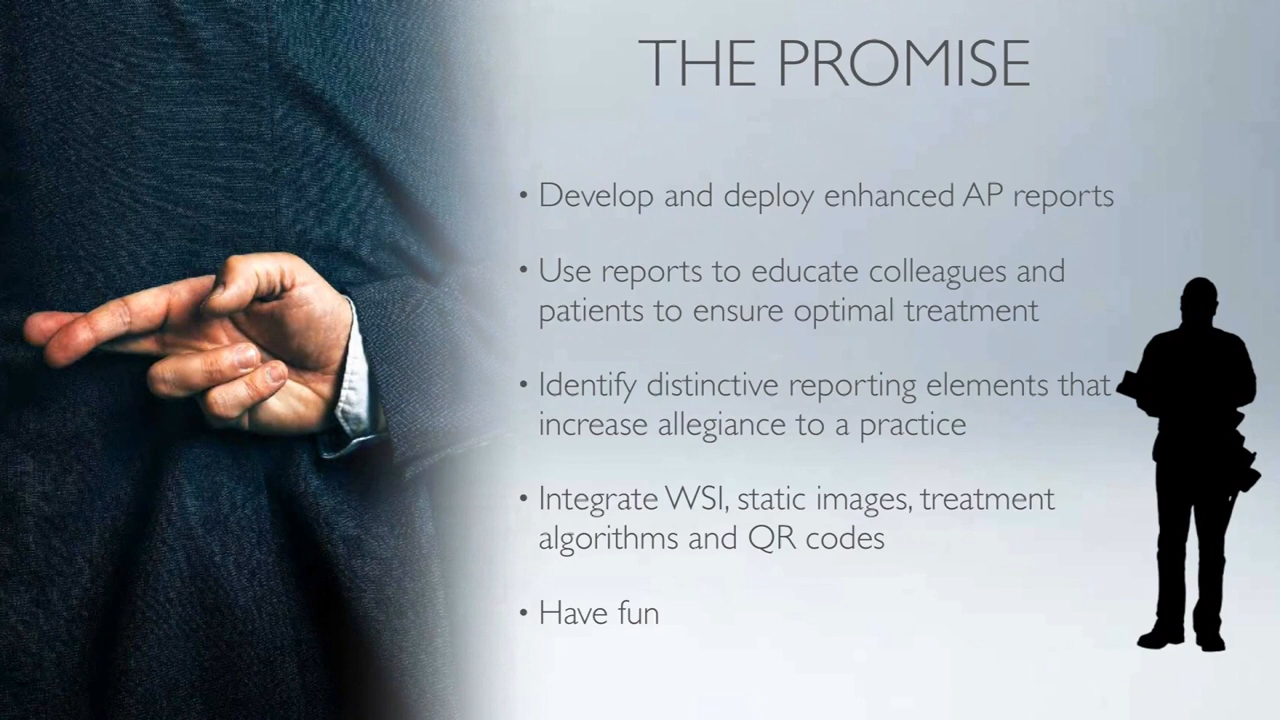 THE PROMISE
• Develop and deploy enhanced AP reports
• Use reports to educate colleagues and
patients to ensure optimal treatment
• Identify distinctive reporting elements that
increase allegiance to a practice
• Integrate WSI, static images, treatment
algorithms and QR codes
• Have fun